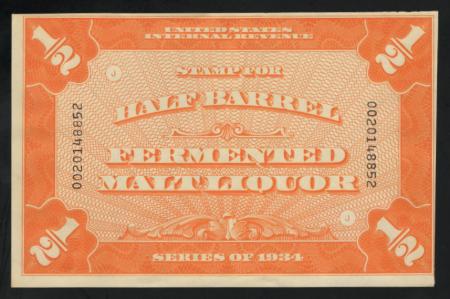 UNITED STATES
INTERNAL REVENUE
1/2
1/2
J
STAMP FOR
HALF BARREL
FERMENTED
MALT LIQUOR
0020148852
0020148852
J
1/2
1/2
SERIES OF 1934